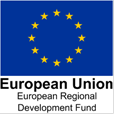 European Union
European Regional
Development Fund